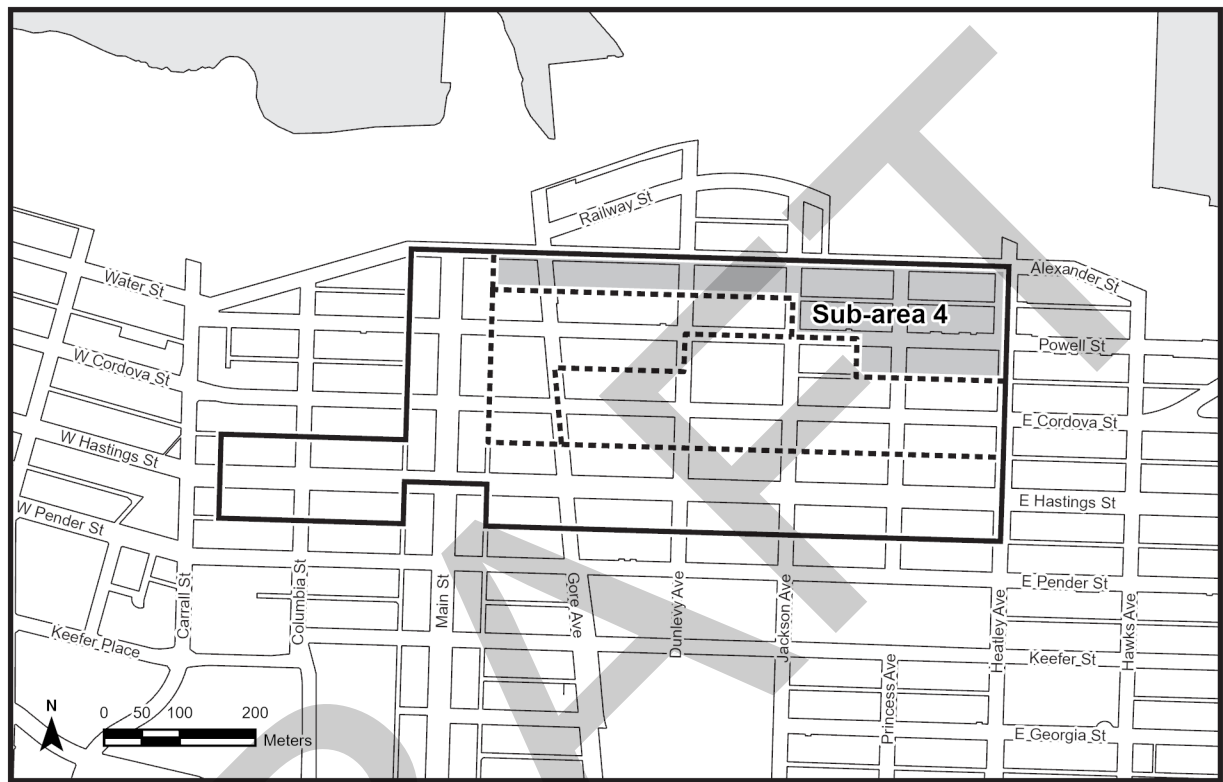 Railway St
Water St
Alexander St
Sub-area 4
Powell St
W Cordova St
E Cordova St
W Hastings St
E Hastings St
W Pender St
E Pender St
Carrall St
Columbia St
Main St
Gore Ave
Dunlevy Ave
Jackson Ave
Princess Ave
Heatley Ave
Hawks Ave
Keefer Place
Keefer St
E Georgia St
N
0 50 100 200
Meters
DRAFT